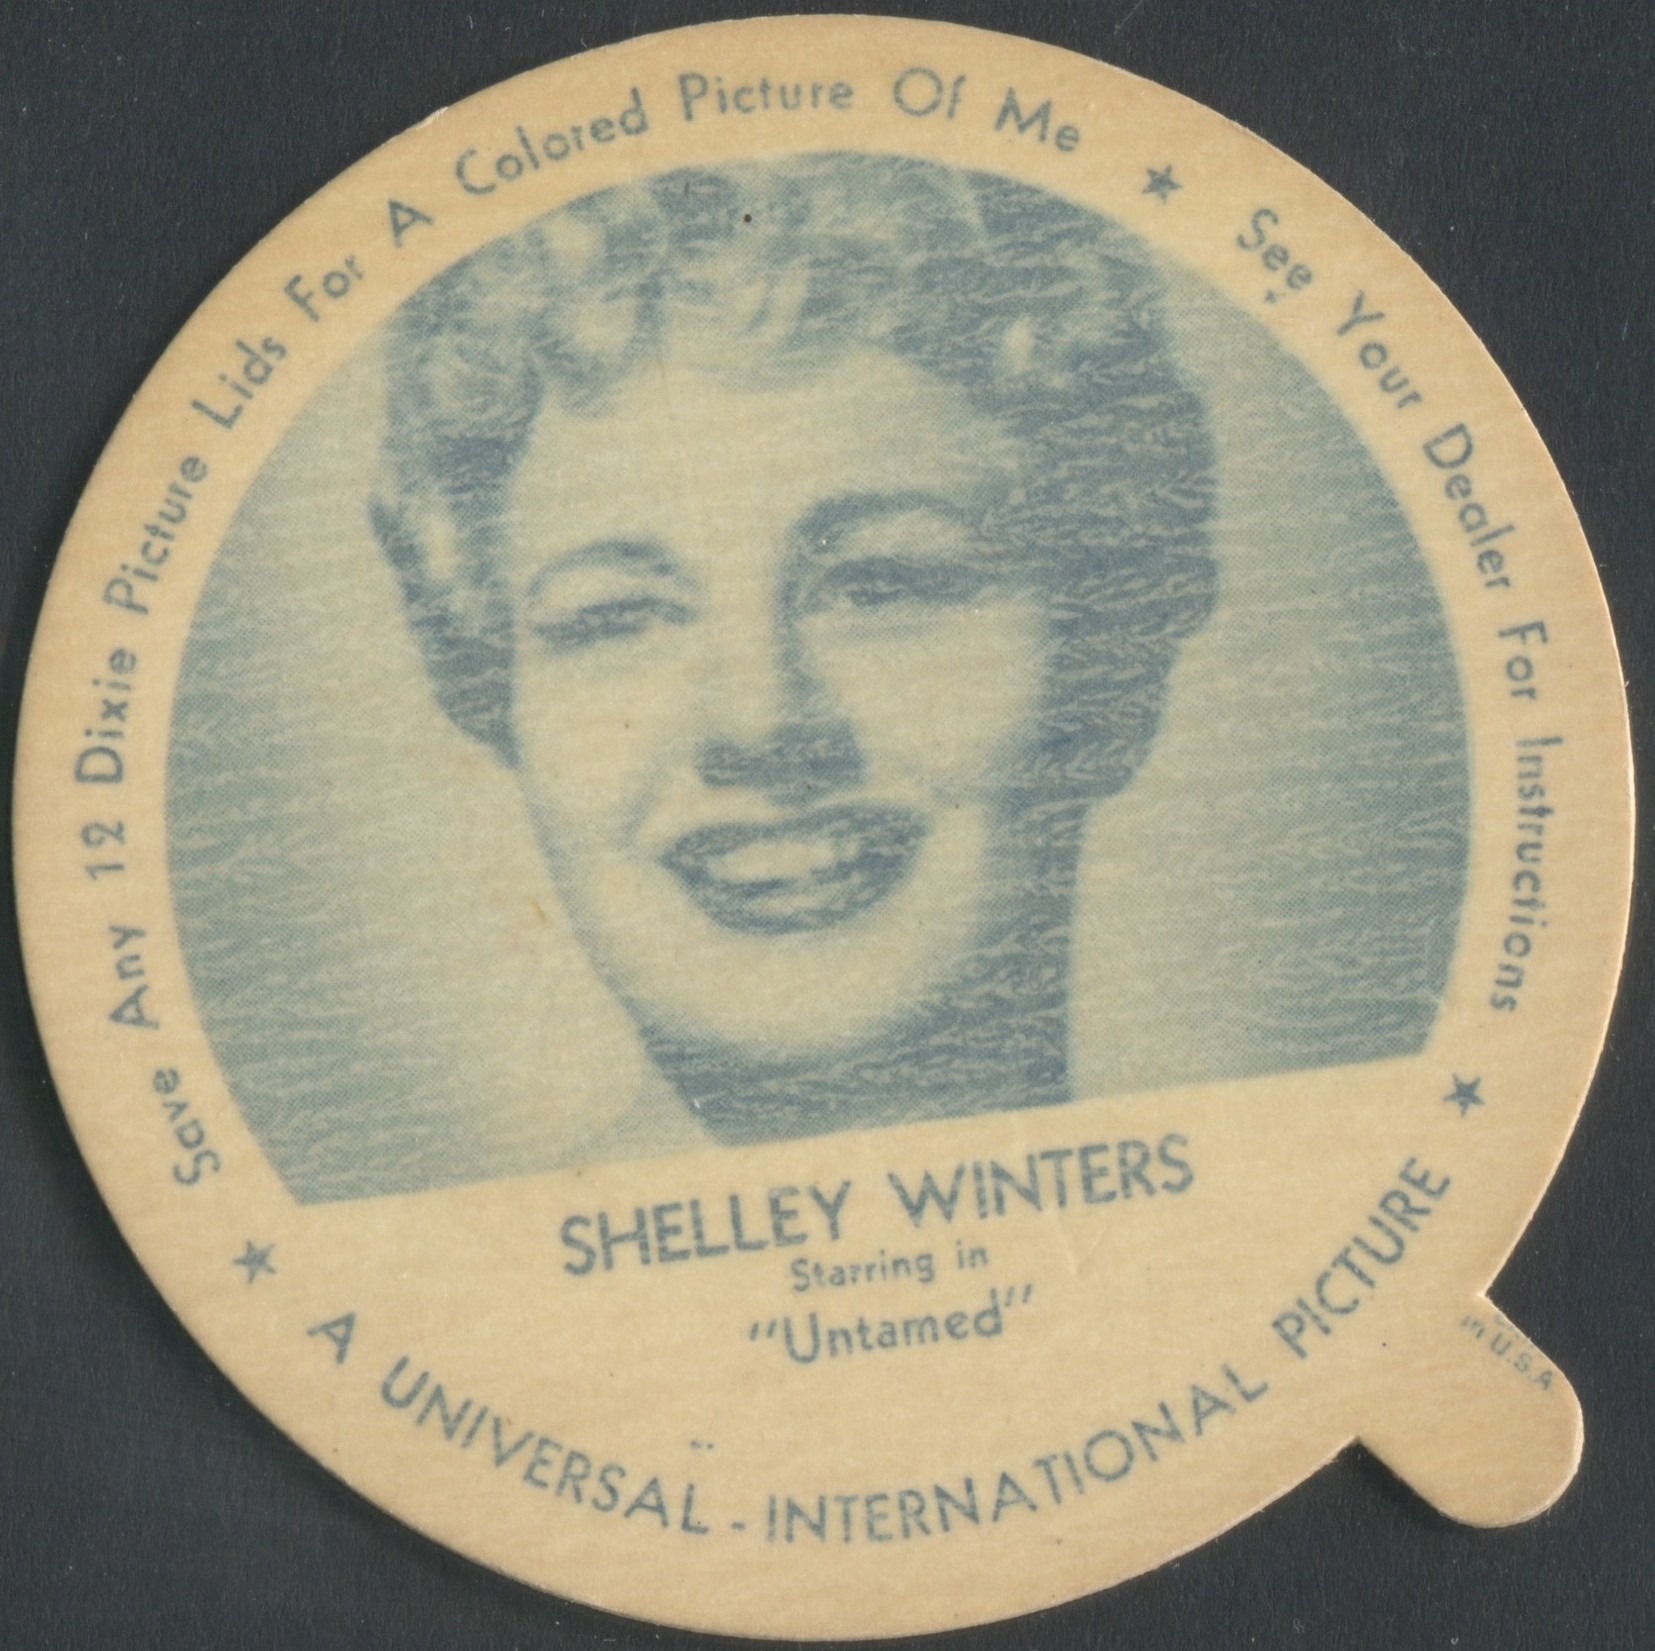 Save Any 12 Dixie Picture Lids For A Colored Picture Of Me ★ See Your Dealer For Instructions
SHELLEY WINTERS
Starring in
"Untamed"
A UNIVERSAL-INTERNATIONAL PICTURE
in U.S.A